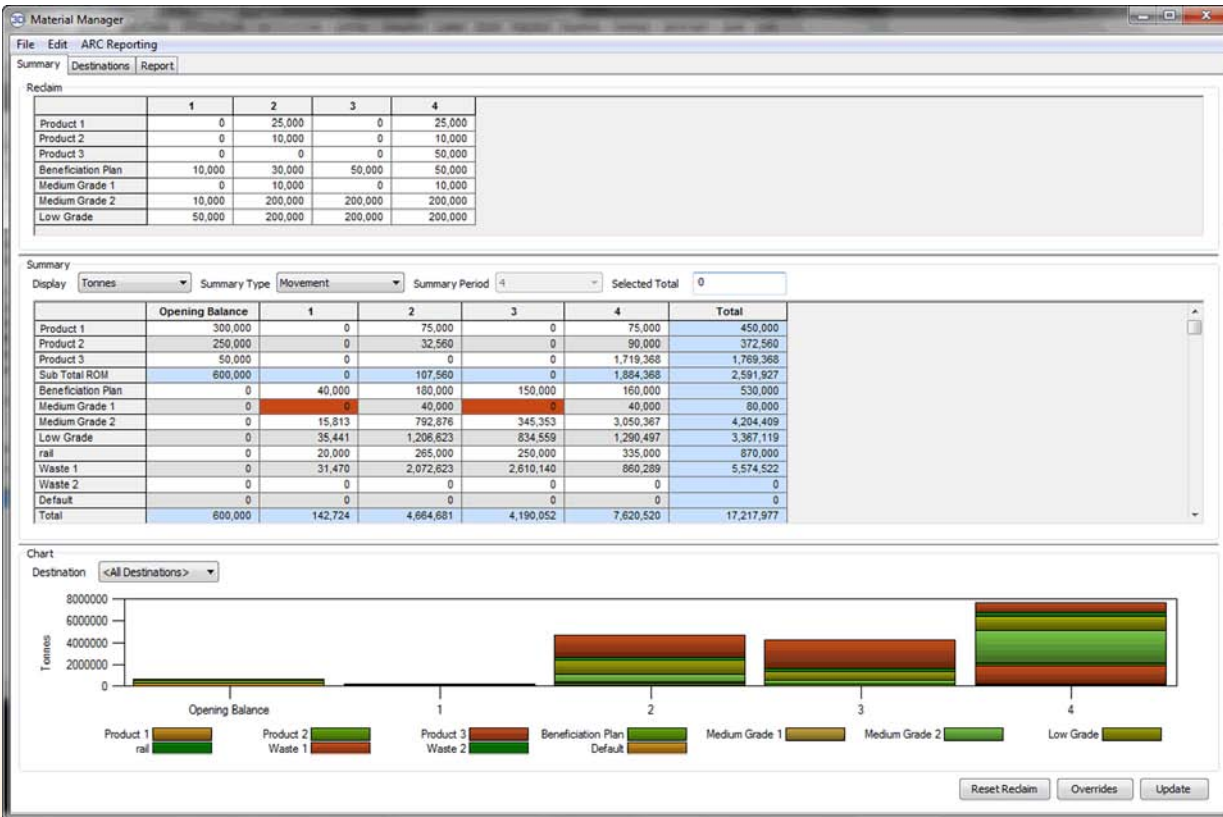 Material Manager
File Edit ARC Reporting
Summary Destinations Report
Reclaim
1 2 3 4
Product 1 0 25,000 0 25,000
Product 2 0 10,000 0 10,000
Product 3 0 0 0 50,000
Beneficiation Plan 10,000 30,000 50,000 50,000
Medium Grade 1 0 10,000 0 10,000
Medium Grade 2 10,000 200,000 200,000 200,000
Low Grade 50,000 200,000 200,000 200,000
Summary
Display Tonnes Summary Type Movement Summary Period 4 Selected Total 0
Opening Balance 1 2 3 4 Total
Product 1 300,000 0 75,000 0 75,000 450,000
Product 2 250,000 0 32,560 0 90,000 372,560
Product 3 50,000 0 0 0 1,719,368 1,769,368
Sub Total ROM 600,000 0 107,560 0 1,884,368 2,591,927
Beneficiation Plan 0 40,000 180,000 150,000 160,000 530,000
Medium Grade 1 0 0 40,000 0 40,000 80,000
Medium Grade 2 0 15,813 792,876 345,353 3,050,367 4,204,409
Low Grade 0 35,441 1,206,623 834,559 1,290,497 3,367,119
rail 0 20,000 265,000 250,000 335,000 870,000
Waste 1 0 31,470 2,072,623 2,610,140 860,289 5,574,522
Waste 2 0 0 0 0 0 0
Default 0 0 0 0 0 0
Total 600,000 142,724 4,664,681 4,190,052 7,620,520 17,217,977
Chart
Destination <All Destinations>
8000000
6000000
4000000
2000000
0
Tonnes
Opening Balance 1 2 3 4
Product 1 Product 2 Product 3 Beneficiation Plan Medium Grade 1 Medium Grade 2 Low Grade
rail Waste 1 Waste 2 Default
Reset Reclaim Overrides Update